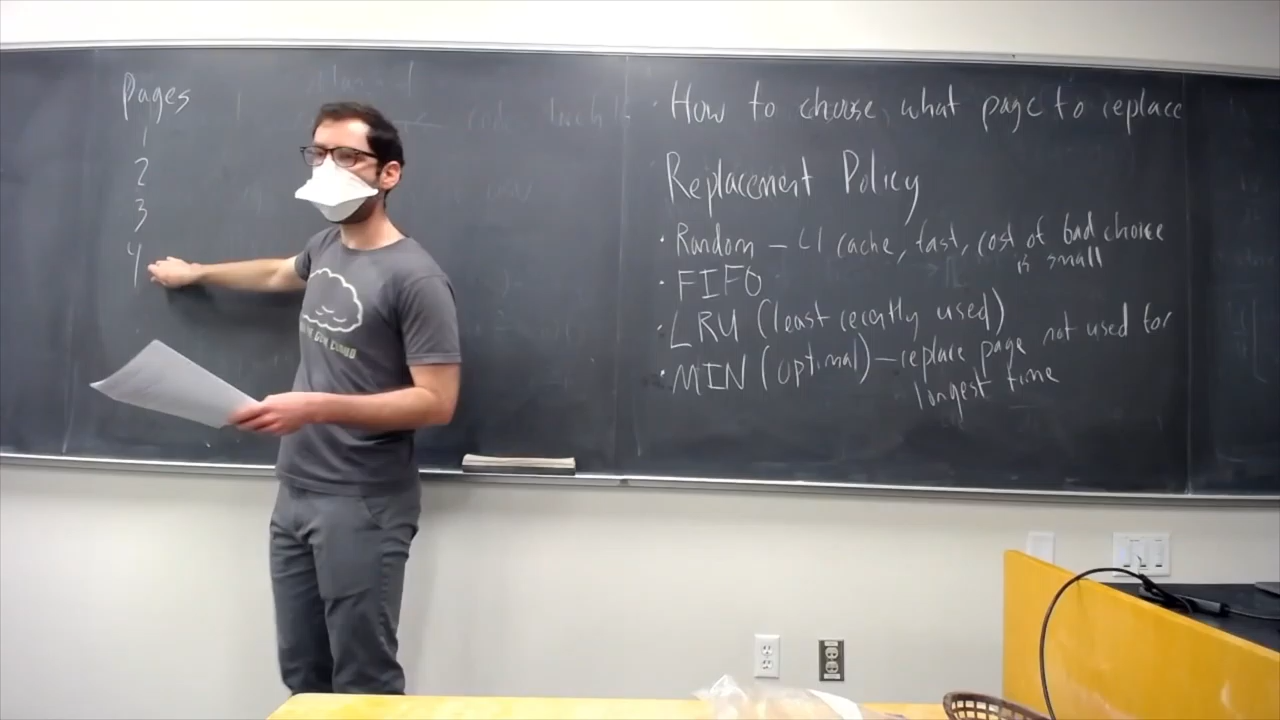 Pages
1
2
3
4
· How to choose what page to replace
Replacement Policy
· Random – L1 cache, fast, cost of bad choice
is small
· FIFO
· LRU (least recently used)
· MIN (optimal) – replace page not used for
longest time